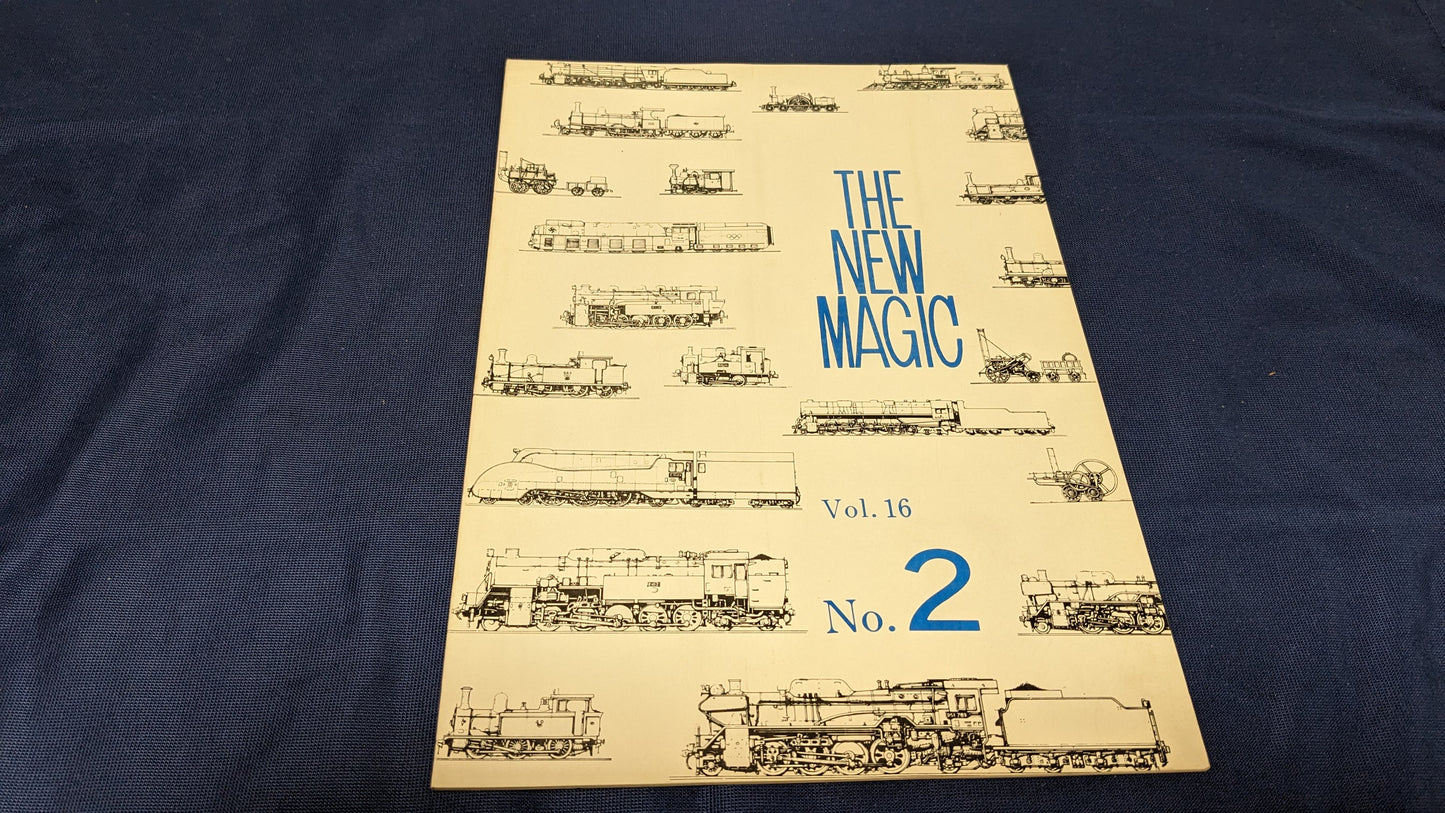 THE
NEW
MAGIC
Vol. 16
No. 2